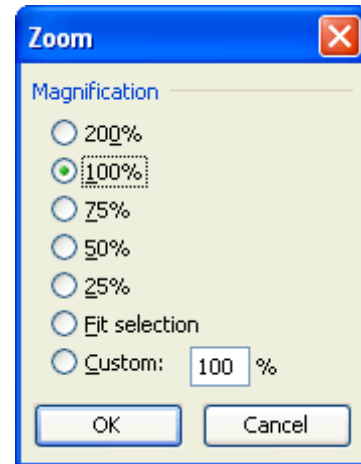 Zoom
Magnification
200%
100%
75%
50%
25%
Fit selection
Custom: 100 %
OK Cancel